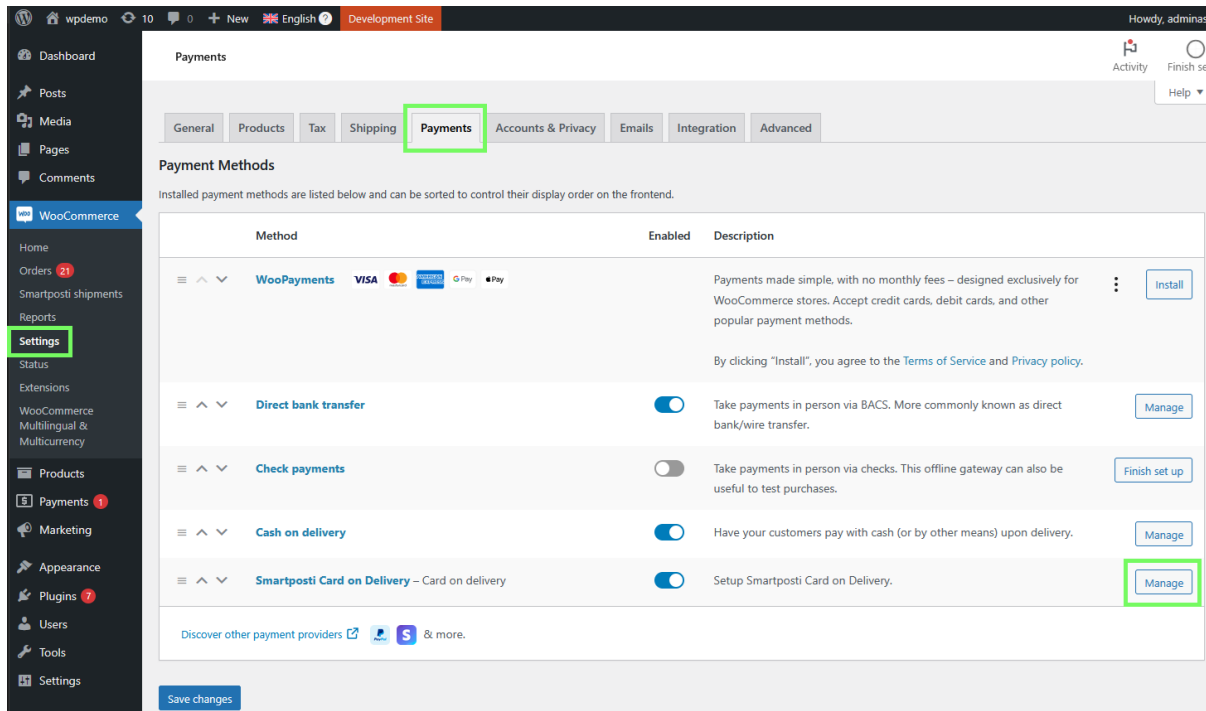 wpdemo 10 0 New English Development Site Howdy, adminas
Dashboard
Posts
Media
Pages
Comments
WooCommerce
Home
Orders 21
Smartposti shipments
Reports
Settings
Status
Extensions
WooCommerce
Multilingual &
Multicurrency
Products
Payments 1
Marketing
Appearance
Plugins 7
Users
Tools
Settings
Payments
Activity
Finish se
Help
General Products Tax Shipping Payments Accounts & Privacy Emails Integration Advanced
Payment Methods
Installed payment methods are listed below and can be sorted to control their display order on the frontend.
Method Enabled Description
WooPayments VISA G Pay Pay
Payments made simple, with no monthly fees – designed exclusively for
WooCommerce stores. Accept credit cards, debit cards, and other
popular payment methods.
By clicking “Install”, you agree to the Terms of Service and Privacy policy.
Install
Direct bank transfer
Take payments in person via BACS. More commonly known as direct
bank/wire transfer.
Manage
Check payments
Take payments in person via checks. This offline gateway can also be
useful to test purchases.
Finish set up
Cash on delivery
Have your customers pay with cash (or by other means) upon delivery.
Manage
Smartposti Card on Delivery – Card on delivery
Setup Smartposti Card on Delivery.
Manage
Discover other payment providers & more.
Save changes